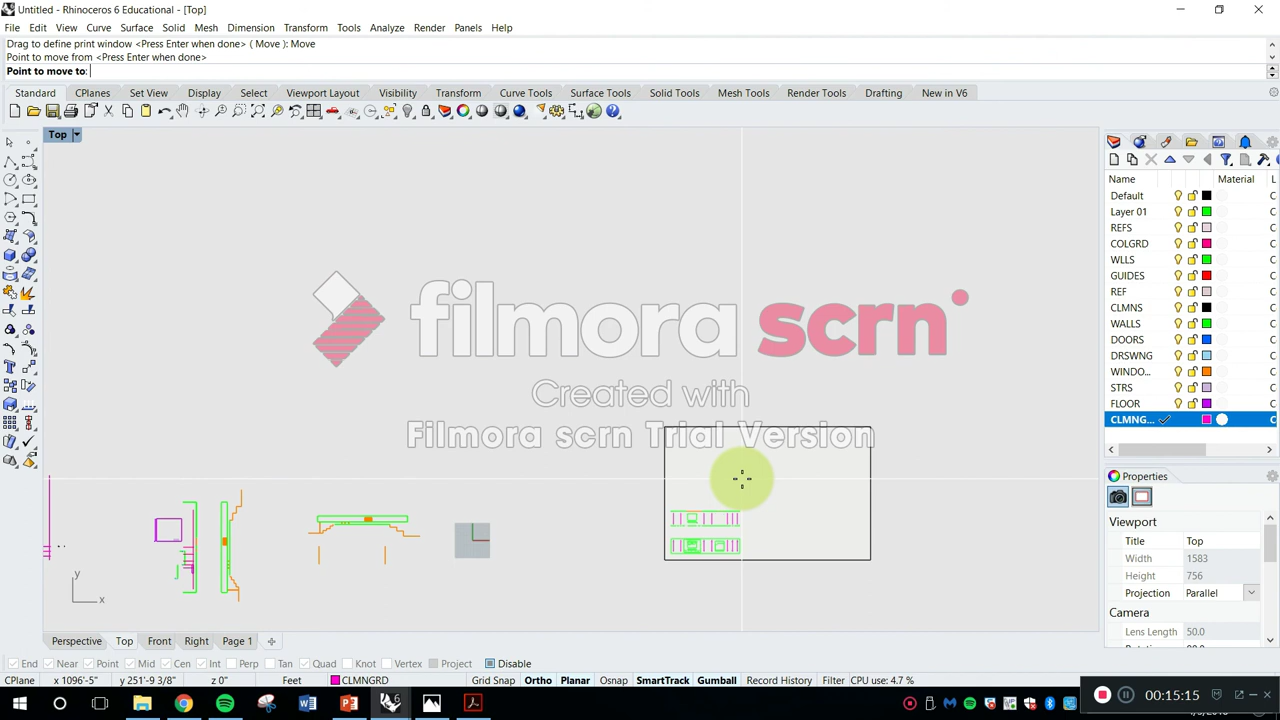 Untitled - Rhinoceros 6 Educational - [Top]
File Edit View Curve Surface Solid Mesh Dimension Transform Tools Analyze Render Panels Help
Drag to define print window <Press Enter when done> ( Move ): Move
Point to move from <Press Enter when done>
Point to move to:
Standard CPlanes Set View Display Select Viewport Layout Visibility Transform Curve Tools Surface Tools Solid Tools Mesh Tools Render Tools Drafting New in V6
Top
Name Material L
Default C
Layer 01 C
REFS C
COLGRD C
WLLS C
GUIDES C
REF C
CLMNS C
WALLS C
DOORS C
DRSWNG C
WINDO... C
STRS C
FLOOR C
CLMNG... C
filmora scrn
Created with
Filmora scrn Trial Version
Properties
Viewport
Title Top
Width 1583
Height 756
Projection Parallel
Camera
Lens Length 50.0
y
x
Perspective Top Front Right Page 1
End Near Point Mid Cen Int Perp Tan Quad Knot Vertex Project Disable
CPlane x 1096'-5" y 251'-9 3/8" z 0" Feet CLMNGRD Grid Snap Ortho Planar Osnap SmartTrack Gumball Record History Filter CPU use: 4.7 %
00:15:15